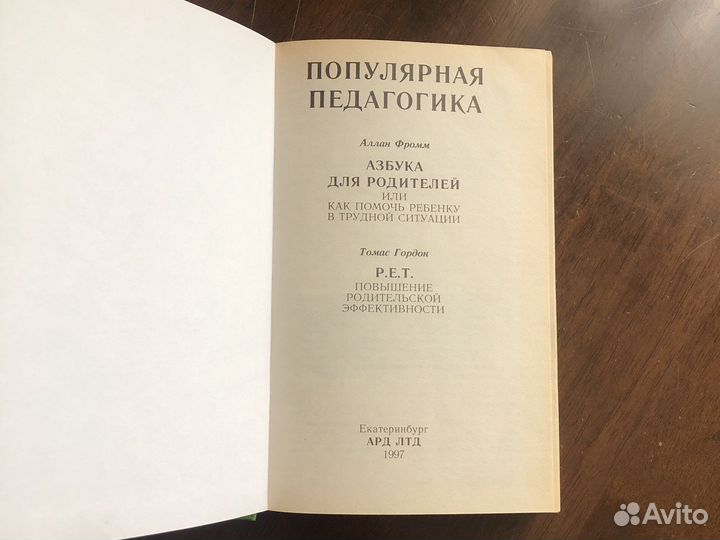 ПОПУЛЯРНАЯ
ПЕДАГОГИКА
Аллан Фромм
АЗБУКА
ДЛЯ РОДИТЕЛЕЙ
ИЛИ
КАК ПОМОЧЬ РЕБЕНКУ
В ТРУДНОЙ СИТУАЦИИ
Томас Гордон
Р.Е.Т.
ПОВЫШЕНИЕ
РОДИТЕЛЬСКОЙ
ЭФФЕКТИВНОСТИ
Екатеринбург
АРД ЛТД
1997
Avito